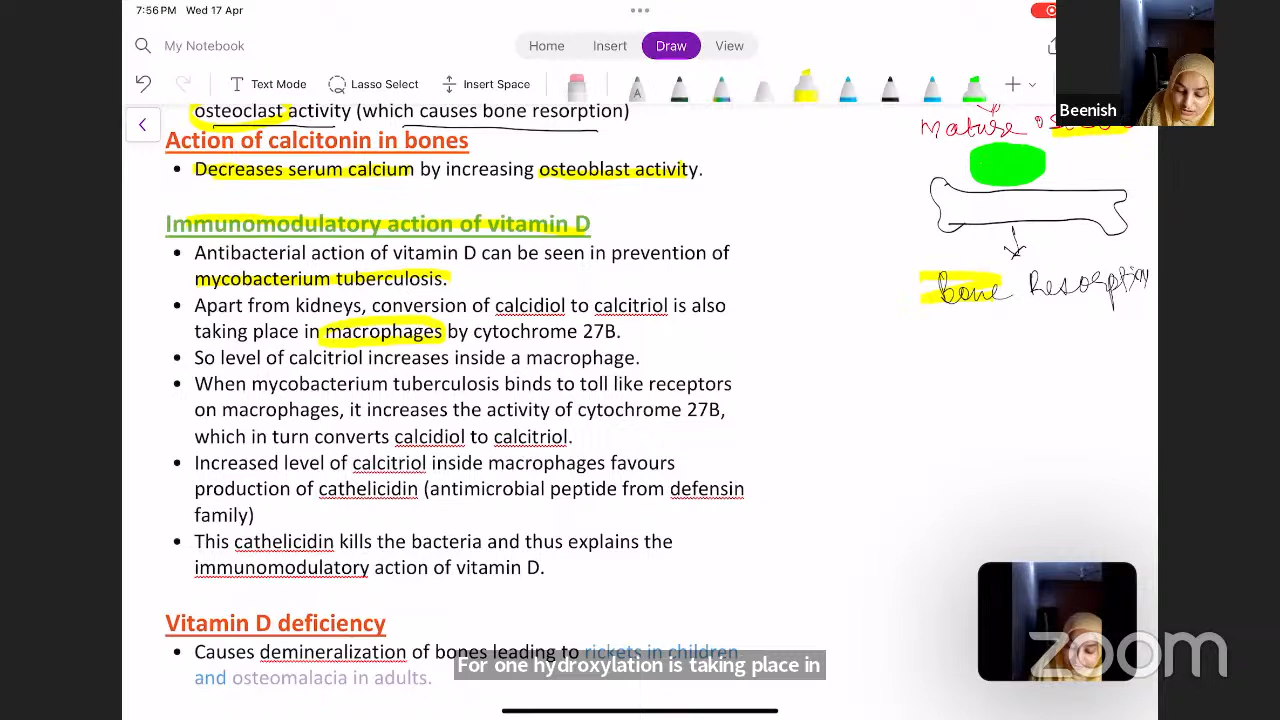 7:56 PM Wed 17 Apr
My Notebook
Home Insert Draw View
Text Mode Lasso Select Insert Space
Beenish
osteoclast activity (which causes bone resorption)
Action of calcitonin in bones
• Decreases serum calcium by increasing osteoblast activity.
Immunomodulatory action of vitamin D
• Antibacterial action of vitamin D can be seen in prevention of
mycobacterium tuberculosis.
• Apart from kidneys, conversion of calcidiol to calcitriol is also
taking place in macrophages by cytochrome 27B.
• So level of calcitriol increases inside a macrophage.
• When mycobacterium tuberculosis binds to toll like receptors
on macrophages, it increases the activity of cytochrome 27B,
which in turn converts calcidiol to calcitriol.
• Increased level of calcitriol inside macrophages favours
production of cathelicidin (antimicrobial peptide from defensin
family)
• This cathelicidin kills the bacteria and thus explains the
immunomodulatory action of vitamin D.
Vitamin D deficiency
• Causes demineralization of bones leading to rickets in children
and osteomalacia in adults.
Mature
Bone Resorption
For one hydroxylation is taking place in
zoom